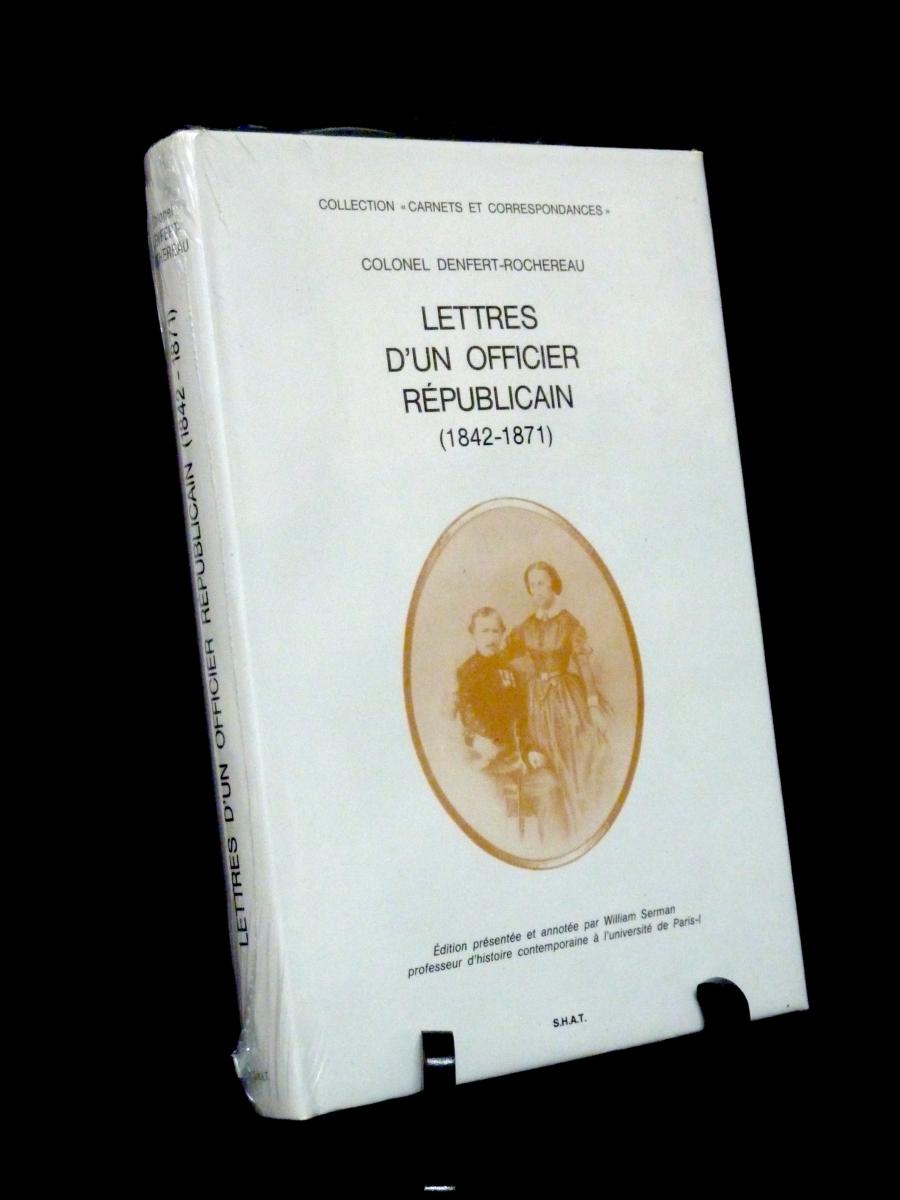 COLLECTION « CARNETS ET CORRESPONDANCES »
COLONEL DENFERT-ROCHEREAU
LETTRES
D'UN OFFICIER
RÉPUBLICAIN
(1842-1871)
Édition présentée et annotée par William Serman
professeur d'histoire contemporaine à l'université de Paris-I
S.H.A.T.
LETTRES D'UN OFFICIER RÉPUBLICAIN (1842 - 1871)